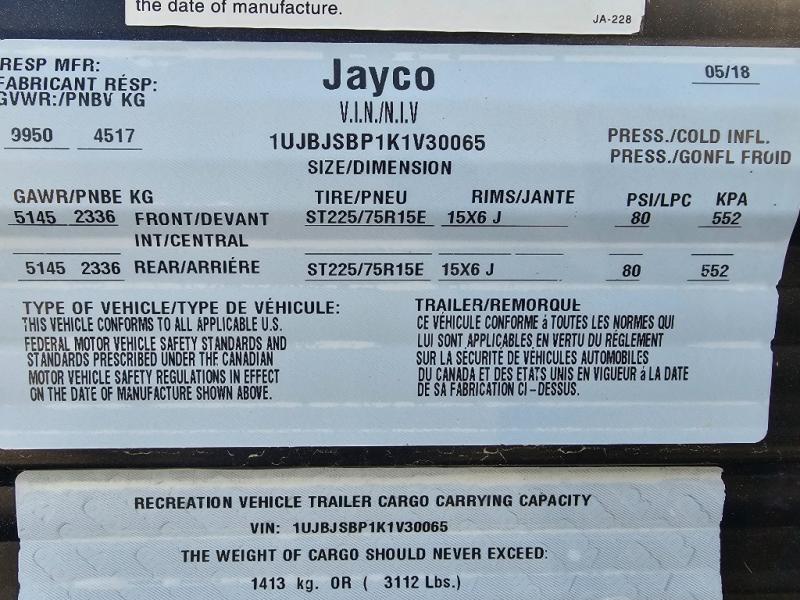 the date of manufacture.
JA-228
RESP MFR:
FABRICANT RÉSP:
GVWR:/PNBV KG
Jayco
05/18
V.I.N./N.I.V
9950 4517
1UJBJSBP1K1V30065
PRESS./COLD INFL.
PRESS./GONFL FROID
SIZE/DIMENSION
GAWR/PNBE KG TIRE/PNEU RIMS/JANTE PSI/LPC KPA
5145 2336 FRONT/DEVANT ST225/75R15E 15X6 J 80 552
INT/CENTRAL
5145 2336 REAR/ARRIÉRE ST225/75R15E 15X6 J 80 552
TYPE OF VEHICLE/TYPE DE VÉHICULE:
THIS VEHICLE CONFORMS TO ALL APPLICABLE U.S.
FEDERAL MOTOR VEHICLE SAFETY STANDARDS AND
STANDARDS PRESCRIBED UNDER THE CANADIAN
MOTOR VEHICLE SAFETY REGULATIONS IN EFFECT
ON THE DATE OF MANUFACTURE SHOWN ABOVE.
TRAILER/REMORQUE
CE VÉHICULE CONFORME à TOUTES LES NORMES QUI
LUI SONT APPLICABLES EN VERTU DU RÉGLEMENT
SUR LA SÉCURITÉ DE VÉHICULES AUTOMOBILES
DU CANADA ET DES ETATS UNIS EN VIGUEUR à LA DATE
DE SA FABRICATION CI-DESSUS.
RECREATION VEHICLE TRAILER CARGO CARRYING CAPACITY
VIN: 1UJBJSBP1K1V30065
THE WEIGHT OF CARGO SHOULD NEVER EXCEED:
1413 kg. OR ( 3112 Lbs.)